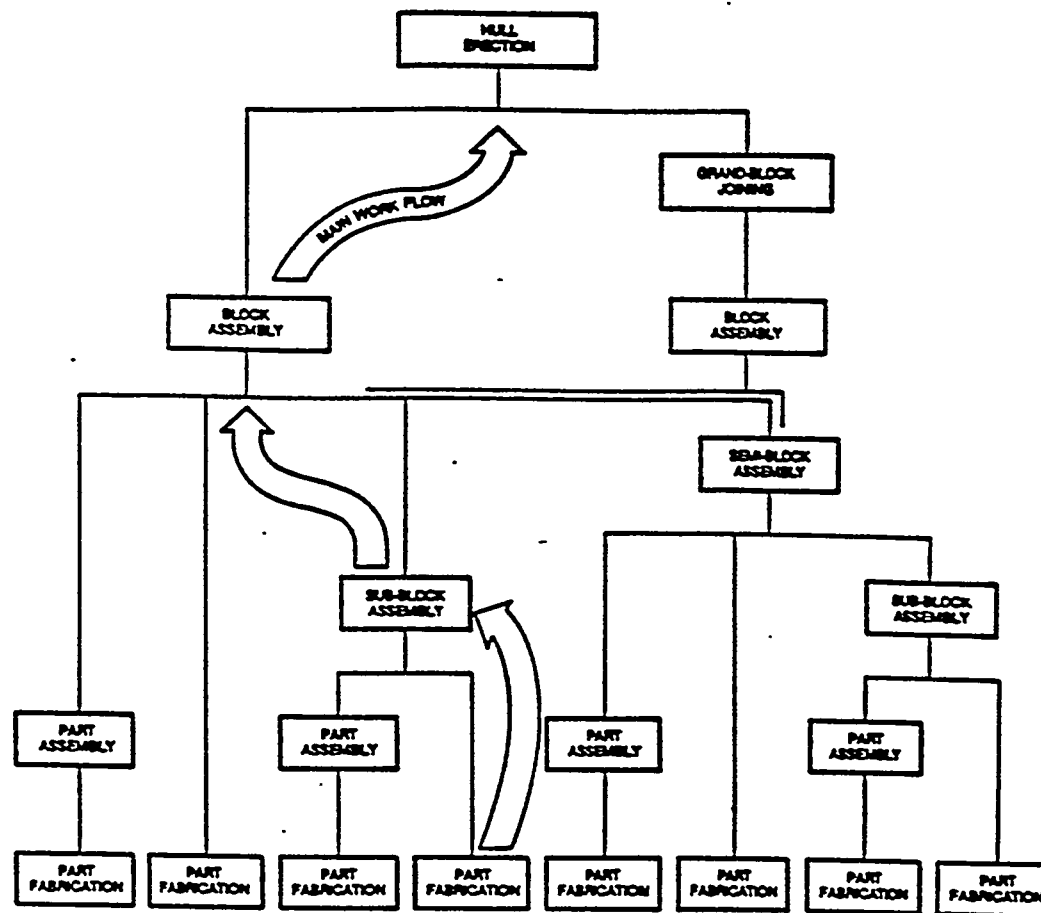 HULL
ERECTION
GRAND-BLOCK
JOINING
MAIN WORK FLOW
BLOCK
ASSEMBLY
BLOCK
ASSEMBLY
SEMI-BLOCK
ASSEMBLY
SUB-BLOCK
ASSEMBLY
SUB-BLOCK
ASSEMBLY
PART
ASSEMBLY
PART
ASSEMBLY
PART
ASSEMBLY
PART
ASSEMBLY
PART
FABRICATION
PART
FABRICATION
PART
FABRICATION
PART
FABRICATION
PART
FABRICATION
PART
FABRICATION
PART
FABRICATION
PART
FABRICATION